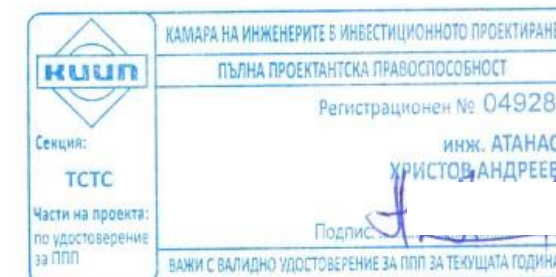 КАМАРА НА ИНЖЕНЕРИТЕ В ИНВЕСТИЦИОННОТО ПРОЕКТИРАНЕ
КИИП
ПЪЛНА ПРОЕКТАНТСКА ПРАВОСПОСОБНОСТ
Регистрационен № 04928
Секция:
ТСТС
инж. АТАНАС
ХРИСТОВ АНДРЕЕВ
Части на проекта:
по удостоверение
за ППП
Подпис:
ВАЖИ С ВАЛИДНО УДОСТОВЕРЕНИЕ ЗА ППП ЗА ТЕКУЩАТА ГОДИНА